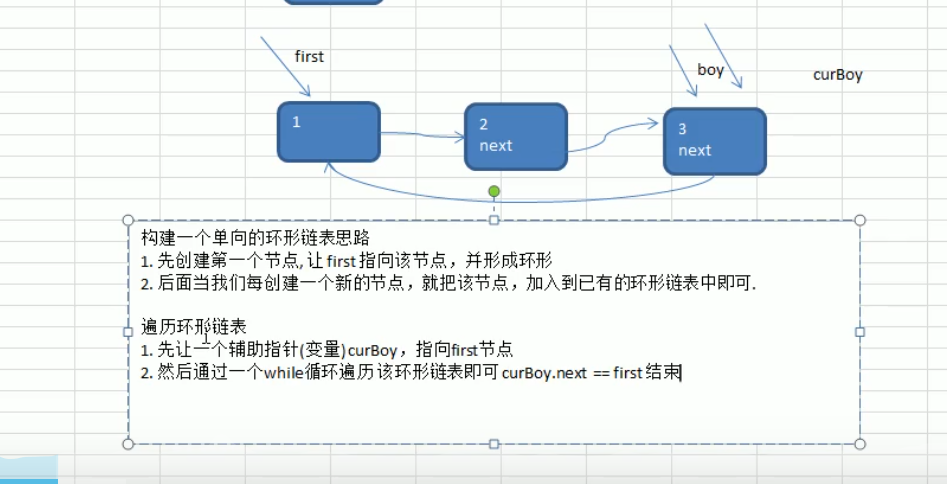 first
boy
curBoy
1
2
next
3
next
构建一个单向的环形链表思路
1. 先创建第一个节点, 让 first 指向该节点，并形成环形
2. 后面当我们每创建一个新的节点，就把该节点，加入到已有的环形链表中即可.
遍历环形链表
1. 先让一个辅助指针(变量)curBoy，指向first节点
2. 然后通过一个while循环遍历该环形链表即可 curBoy.next == first 结束